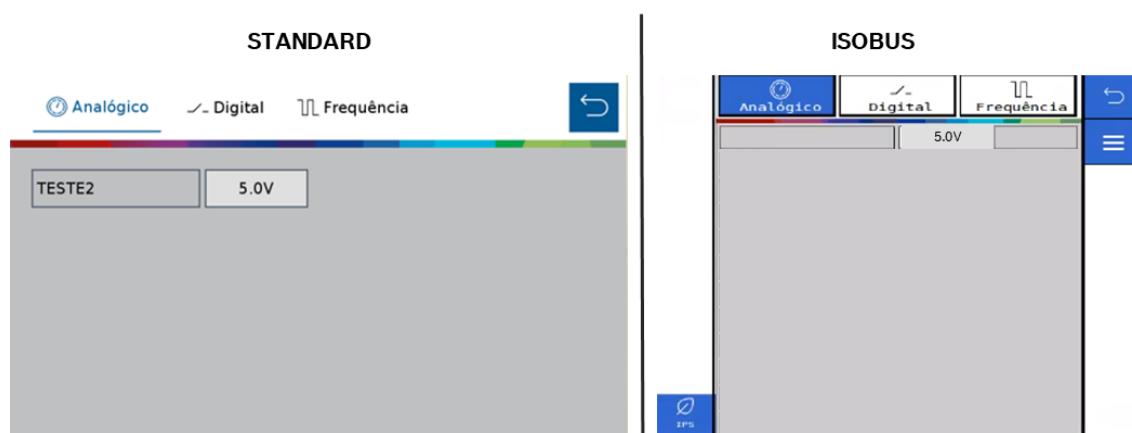 STANDARD
Analógico Digital Frequência
TESTE2 5.0V
ISOBUS
Analógico Digital Frequência
5.0V
IPS